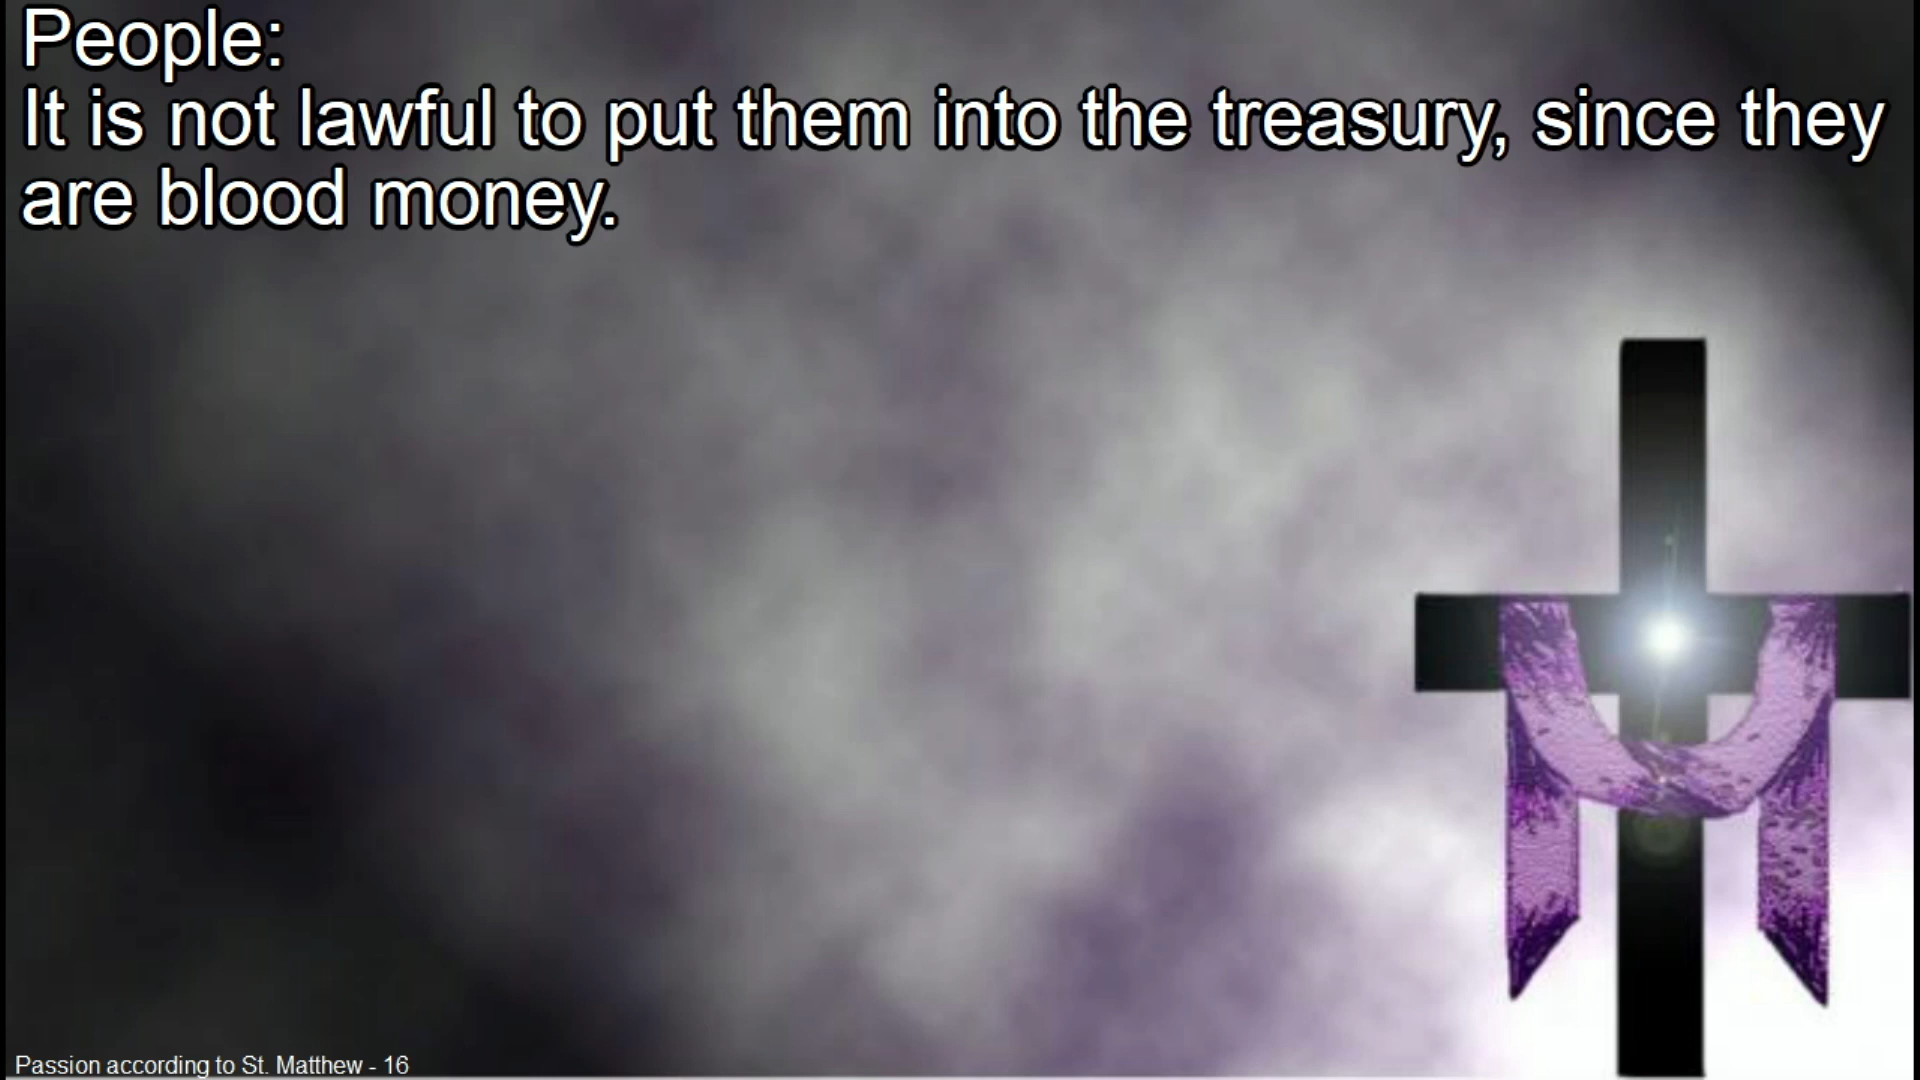 People:
It is not lawful to put them into the treasury, since they
are blood money.
Passion according to St. Matthew - 16